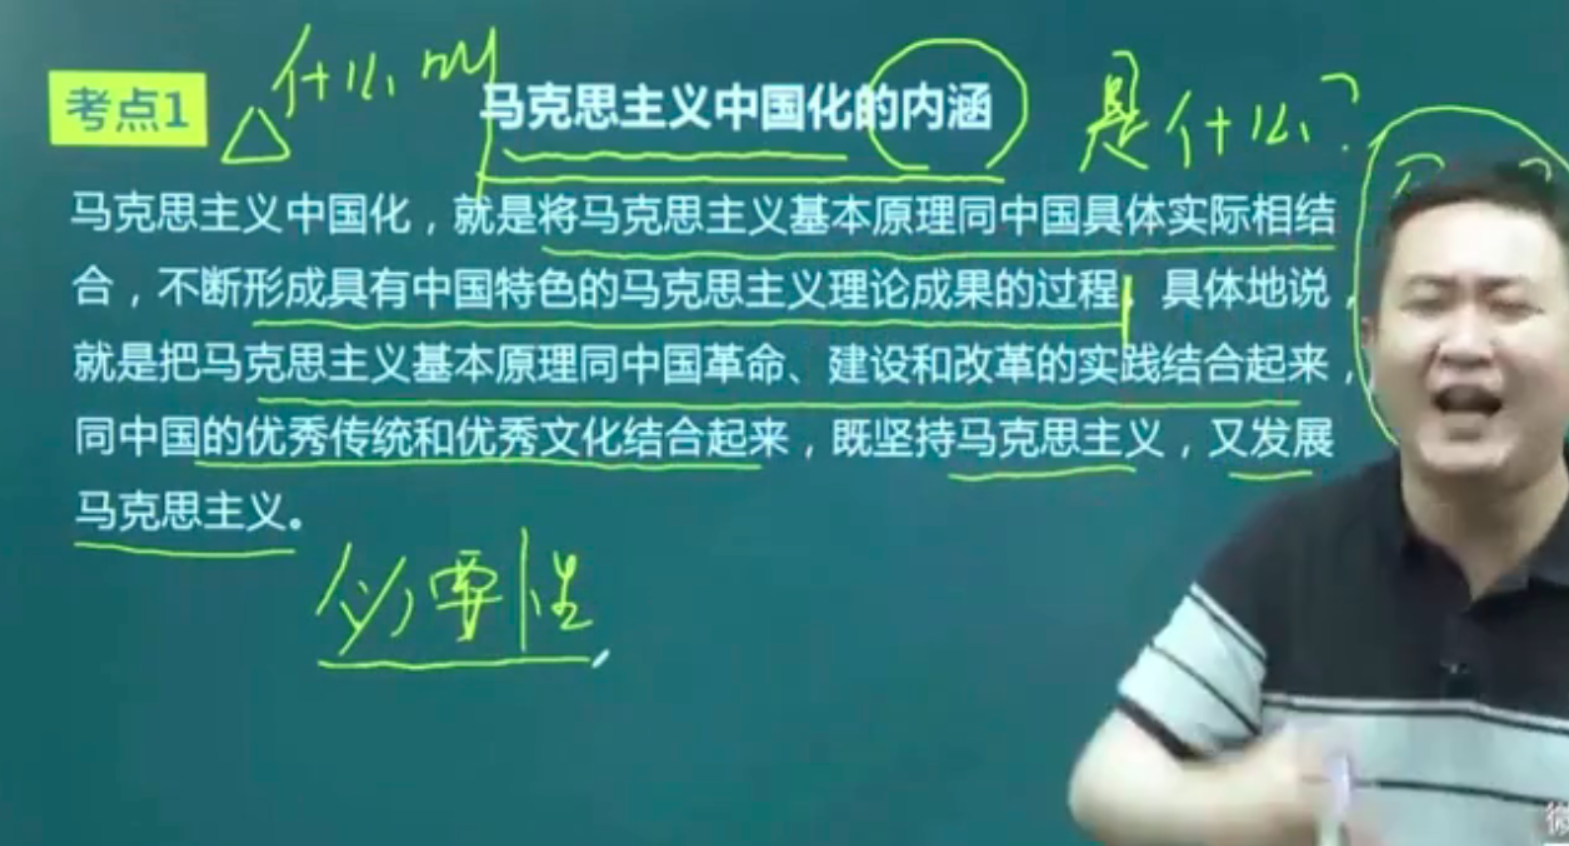 什么叫
考点1
马克思主义中国化的内涵
是什么?
马克思主义中国化，就是将马克思主义基本原理同中国具体实际相结
合，不断形成具有中国特色的马克思主义理论成果的过程。具体地说，
就是把马克思主义基本原理同中国革命、建设和改革的实践结合起来，
同中国的优秀传统和优秀文化结合起来，既坚持马克思主义，又发展
马克思主义。
必要性
微